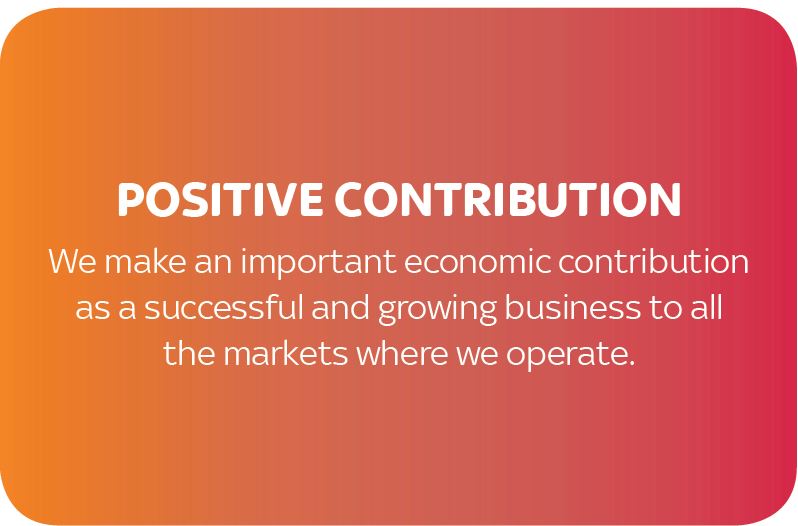 POSITIVE CONTRIBUTION
We make an important economic contribution
as a successful and growing business to all
the markets where we operate.